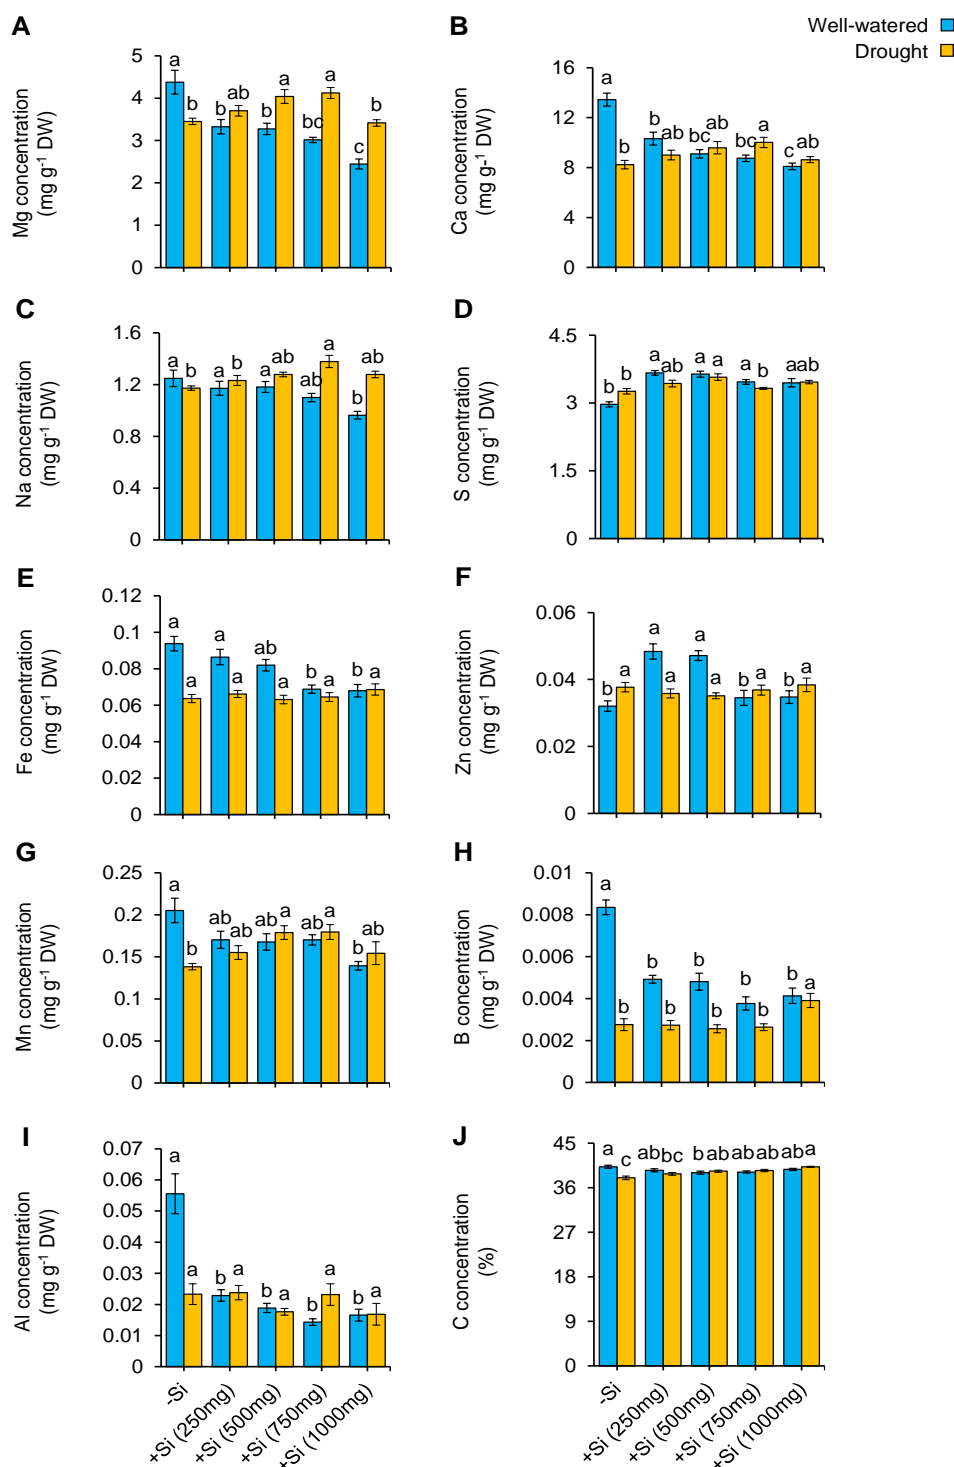 Well-watered
Drought
A
Mg concentration
(mg g-1 DW)
5
4
3
2
1
0
a
b
b
ab
b
a
bc
a
c
b
B
Ca concentration
(mg g-1 DW)
16
12
8
4
0
a
b
b
ab
bc
ab
bc
a
c
ab
C
Na concentration
(mg g-1 DW)
1.6
1.2
0.8
0.4
0
a
b
a
b
a
ab
ab
a
b
ab
D
S concentration
(mg g-1 DW)
4.5
3
1.5
0
b
b
a
ab
a
a
a
b
aab
E
Fe concentration
(mg g-1 DW)
0.12
0.1
0.08
0.06
0.04
0.02
0
a
a
a
a
ab
a
b
a
a
a
F
Zn concentration
(mg g-1 DW)
0.06
0.04
0.02
0
b
a
a
a
a
a
b
a
b
a
G
Mn concentration
(mg g-1 DW)
0.25
0.2
0.15
0.1
0.05
0
a
b
ab
ab
ab
a
ab
a
b
ab
H
B concentration
(mg g-1 DW)
0.01
0.008
0.006
0.004
0.002
0
a
b
b
b
b
b
b
b
b
a
I
Al concentration
(mg g-1 DW)
0.07
0.06
0.05
0.04
0.03
0.02
0.01
0
a
a
b
a
b
a
b
a
b
a
-Si
+Si (250mg)
+Si (500mg)
+Si (750mg)
+Si (1000mg)
J
C concentration
(%)
45
36
27
18
9
0
a
c
ab
bc
b
ab
ab
ab
ab
a
-Si
+Si (250mg)
+Si (500mg)
+Si (750mg)
+Si (1000mg)